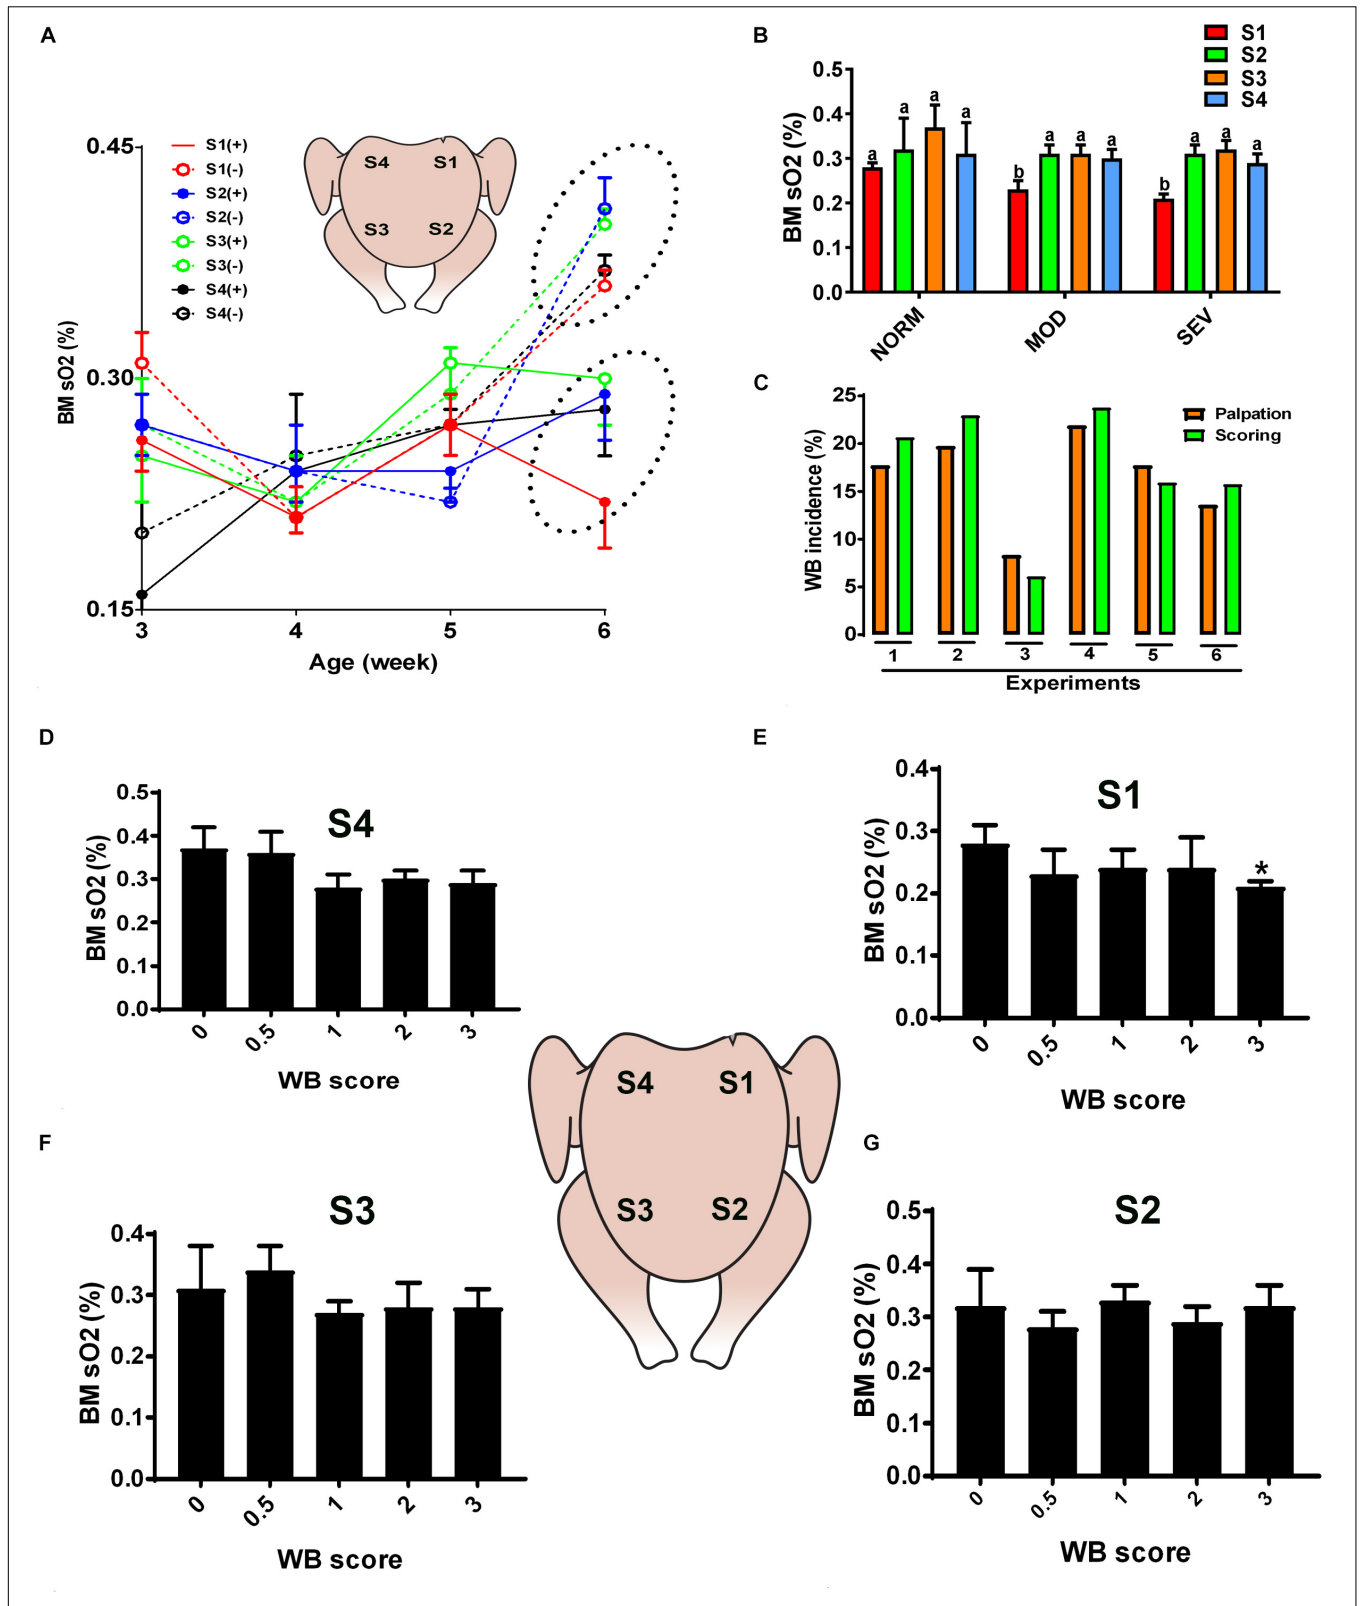 A
0.45
0.30
0.15
BM sO2 (%)
S1(+)
S1(-)
S2(+)
S2(-)
S3(+)
S3(-)
S4(+)
S4(-)
S4 S1
S3 S2
3 4 5 6
Age (week)
B
S1
S2
S3
S4
0.5
0.4
0.3
0.2
0.1
0.0
BM sO2 (%)
a a a a
b a a a
b a a a
NORM MOD SEV
C
25
20
15
10
5
0
WB incidence (%)
Palpation
Scoring
1 2 3 4 5 6
Experiments
D
S4
0.5
0.4
0.3
0.2
0.1
0.0
BM sO2 (%)
0 0.5 1 2 3
WB score
E
S1
0.4
0.3
0.2
0.1
0.0
BM sO2 (%)
*
0 0.5 1 2 3
WB score
S4 S1
S3 S2
F
S3
0.4
0.3
0.2
0.1
0.0
BM sO2 (%)
0 0.5 1 2 3
WB score
G
S2
0.5
0.4
0.3
0.2
0.1
0.0
BM sO2 (%)
0 0.5 1 2 3
WB score